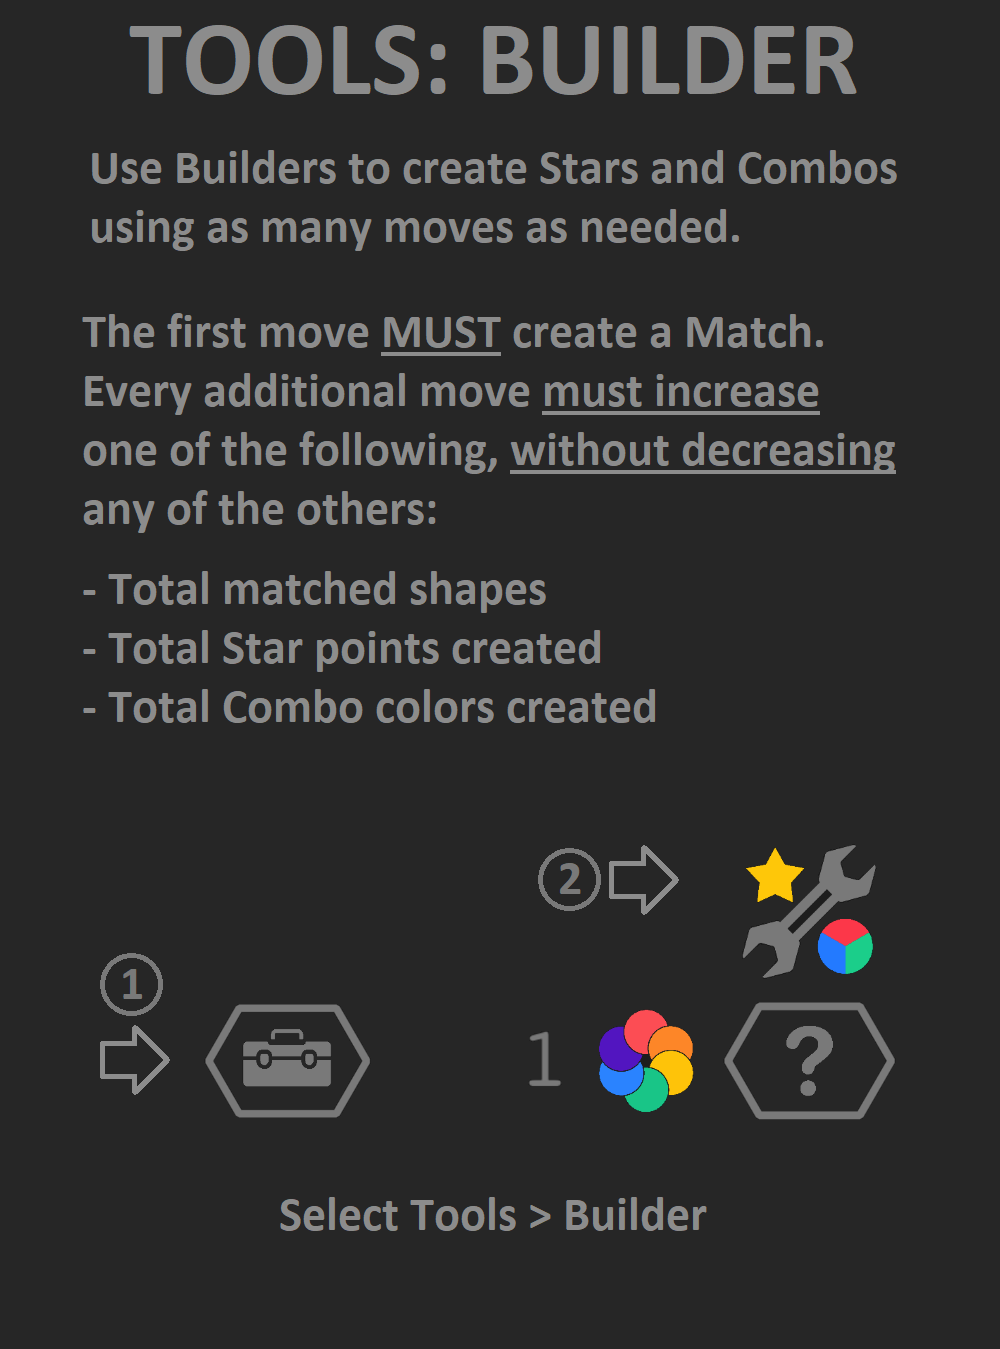 TOOLS: BUILDER
Use Builders to create Stars and Combos
using as many moves as needed.
The first move MUST create a Match.
Every additional move must increase
one of the following, without decreasing
any of the others:
- Total matched shapes
- Total Star points created
- Total Combo colors created
2
1
1
?
Select Tools > Builder